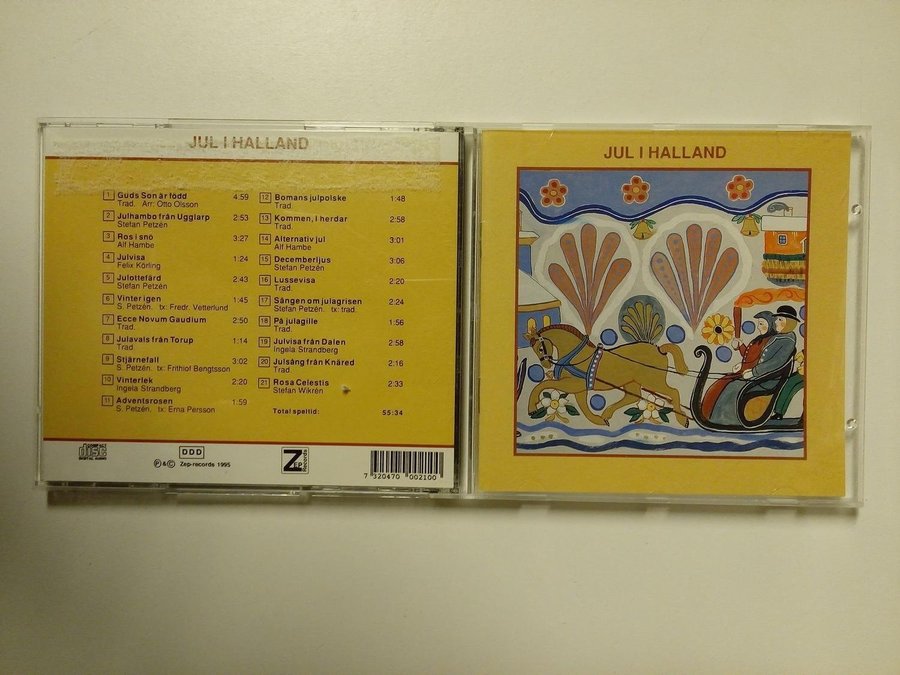 JUL I HALLAND
1 Guds Son är född 4:59
Trad. Arr: Otto Olsson
2 Julhambo från Ugglarp 2:53
Stefan Petzén
3 Ros i snö 3:27
Alf Hambe
4 Julvisa 1:24
Felix Körling
5 Julottefärd 2:43
Stefan Petzén
6 Vinter igen 1:45
S. Petzén. tx: Fredr. Vetterlund
7 Ecce Novum Gaudium 2:50
Trad.
8 Julavals från Torup 1:14
Trad.
9 Stjärnefall 3:02
S. Petzén. tx: Frithiof Bengtsson
10 Vinterlek 2:20
Ingela Strandberg
11 Adventsrosen 1:59
S. Petzén. tx: Erna Persson
12 Bomans julpolske 1:48
Trad.
13 Kommen, I herdar 2:58
Trad.
14 Alternativ jul 3:01
Alf Hambe
15 Decemberljus 3:06
Stefan Petzén
16 Lussevisa 2:20
Trad.
17 Sången om julagrisen 2:24
Stefan Petzén. tx: trad.
18 På julagille 1:56
Trad.
19 Julvisa från Dalen 2:58
Ingela Strandberg
20 Julsång från Knäred 2:16
Trad.
21 Rosa Celestis 2:33
Stefan Wikrén
Total speltid: 55:34
COMPACT
disc
DIGITAL AUDIO
DDD
℗&© Zep-records 1995
ZEP
Records
7 320470 002100
JUL I HALLAND